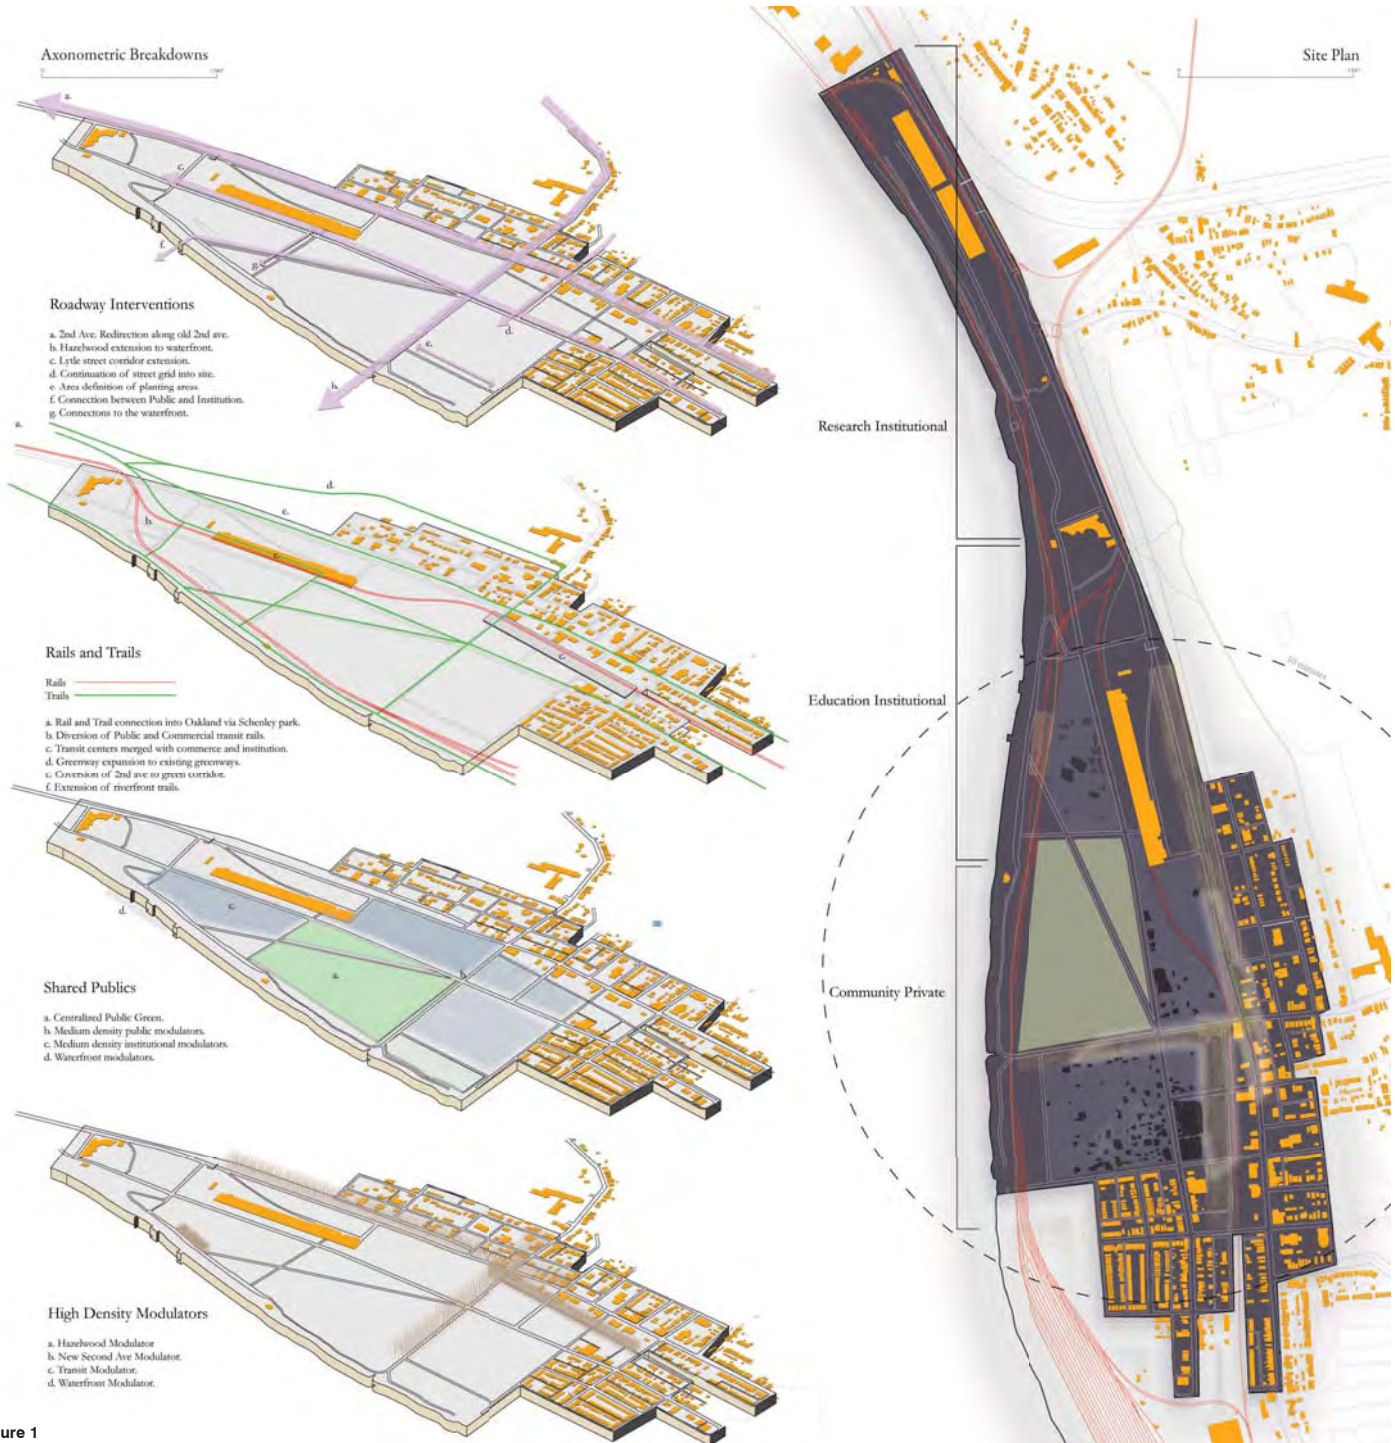 Axonometric Breakdowns
a.
c.
f.
g.
d.
e.
b.
Roadway Interventions
a. 2nd Ave. Redirection along old 2nd ave.
b. Hazelwood extension to waterfront.
c. Lytle street corridor extension.
d. Continuation of street grid into site.
e Area definition of planting areas
f. Connection between Public and Institution.
g. Connectons to the waterfront.
a.
d.
e.
b.
c.
c.
Rails and Trails
Rails
Trails
a. Rail and Trail connection into Oakland via Schenley park.
b. Diversion of Public and Commercial transit rails.
c. Transit centers merged with commerce and institution.
d. Greenway expansion to existing greenways.
e. Coversion of 2nd ave to green corridor.
f. Extension of riverfront trails.
c.
d.
a.
b.
Shared Publics
a. Centralized Public Green.
b. Medium density public modulators.
c. Medium density institutional modulators.
d. Waterfront modulators.
High Density Modulators
a. Hazelwood Modulator
b. New Second Ave Modulator.
c. Transit Modulator.
d. Waterfront Modulator.
ure 1
Site Plan
Research Institutional
Education Institutional
10 minutes
Community Private